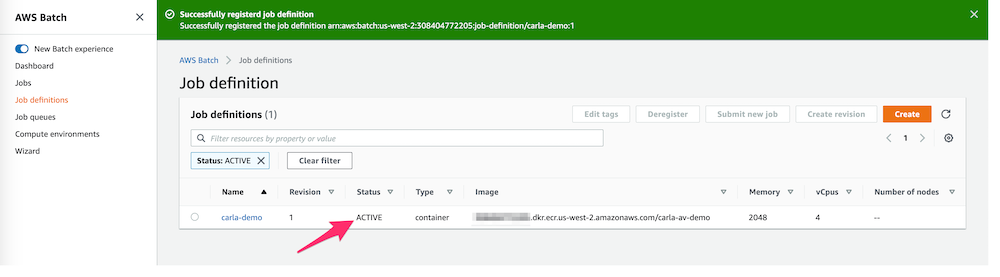 AWS Batch
New Batch experience
Dashboard
Jobs
Job definitions
Job queues
Compute environments
Wizard
Successfully registerd job definition
Successfully registered the job definition arn:aws:batch:us-west-2:308404772205:job-definition/carla-demo:1
AWS Batch > Job definitions
Job definition
Job definitions (1)
Edit tags Deregister Submit new job Create revision Create
Filter resources by property or value
1
Status: ACTIVE
Clear filter
Name Revision Status Type Image Memory vCpus Number of nodes
carla-demo 1 ACTIVE container .dkr.ecr.us-west-2.amazonaws.com/carla-av-demo 2048 4 --